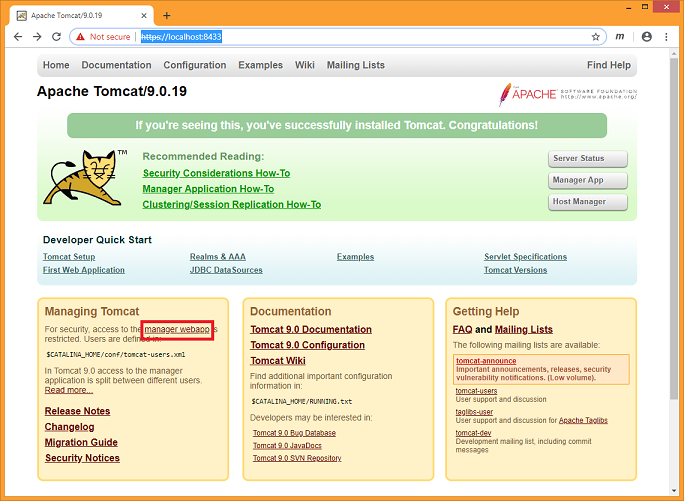 Apache Tomcat/9.0.19
Not secure https://localhost:8433
Home Documentation Configuration Examples Wiki Mailing Lists Find Help
Apache Tomcat/9.0.19
THE
APACHE SOFTWARE FOUNDATION
http://www.apache.org/
If you're seeing this, you've successfully installed Tomcat. Congratulations!
TM
Recommended Reading:
Security Considerations How-To
Manager Application How-To
Clustering/Session Replication How-To
Server Status
Manager App
Host Manager
Developer Quick Start
Tomcat Setup
First Web Application
Realms & AAA
JDBC DataSources
Examples
Servlet Specifications
Tomcat Versions
Managing Tomcat
For security, access to the manager webapp is
restricted. Users are defined in:
$CATALINA_HOME/conf/tomcat-users.xml
In Tomcat 9.0 access to the manager
application is split between different users.
Read more...
Release Notes
Changelog
Migration Guide
Security Notices
Documentation
Tomcat 9.0 Documentation
Tomcat 9.0 Configuration
Tomcat Wiki
Find additional important configuration
information in:
$CATALINA_HOME/RUNNING.txt
Developers may be interested in:
Tomcat 9.0 Bug Database
Tomcat 9.0 JavaDocs
Tomcat 9.0 SVN Repository
Getting Help
FAQ and Mailing Lists
The following mailing lists are available:
tomcat-announce
Important announcements, releases, security
vulnerability notifications. (Low volume).
tomcat-users
User support and discussion
taglibs-user
User support and discussion for Apache Taglibs
tomcat-dev
Development mailing list, including commit
messages